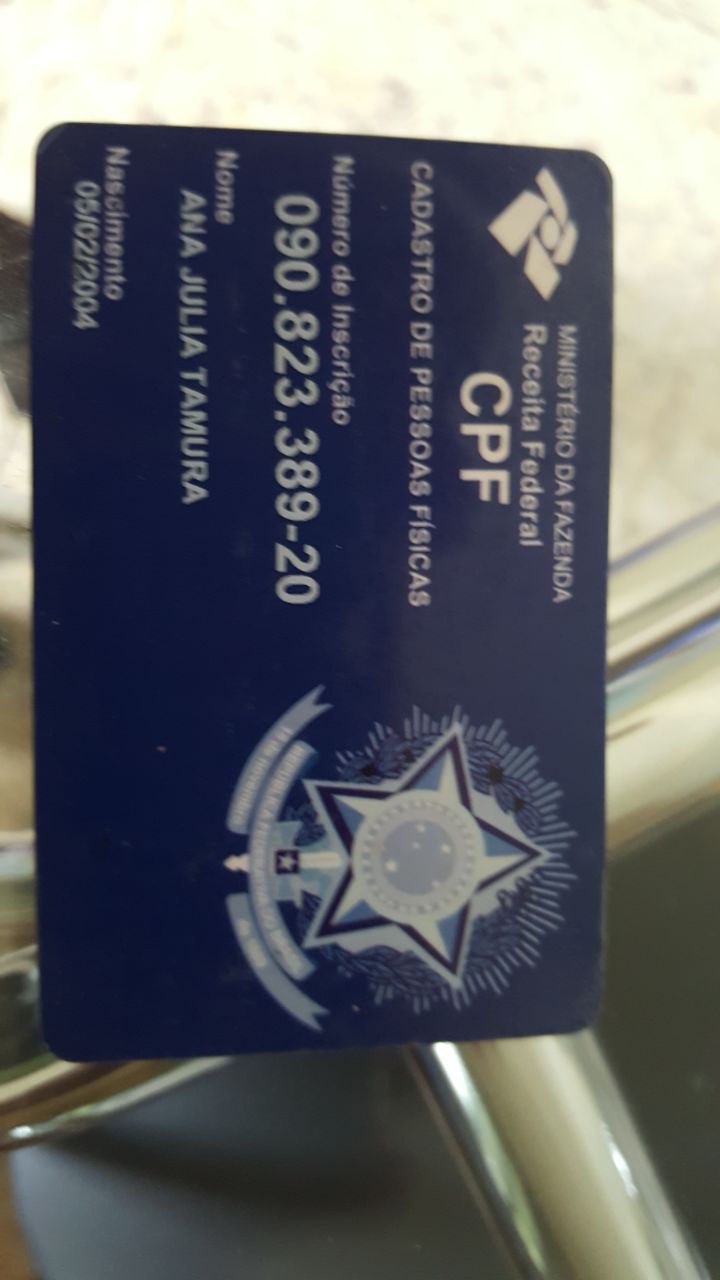 MINISTÉRIO DA FAZENDA
Receita Federal
CPF
CADASTRO DE PESSOAS FÍSICAS
Número de Inscrição
090.823.389-20
Nome
ANA JULIA TAMURA
Nascimento
05/02/2004